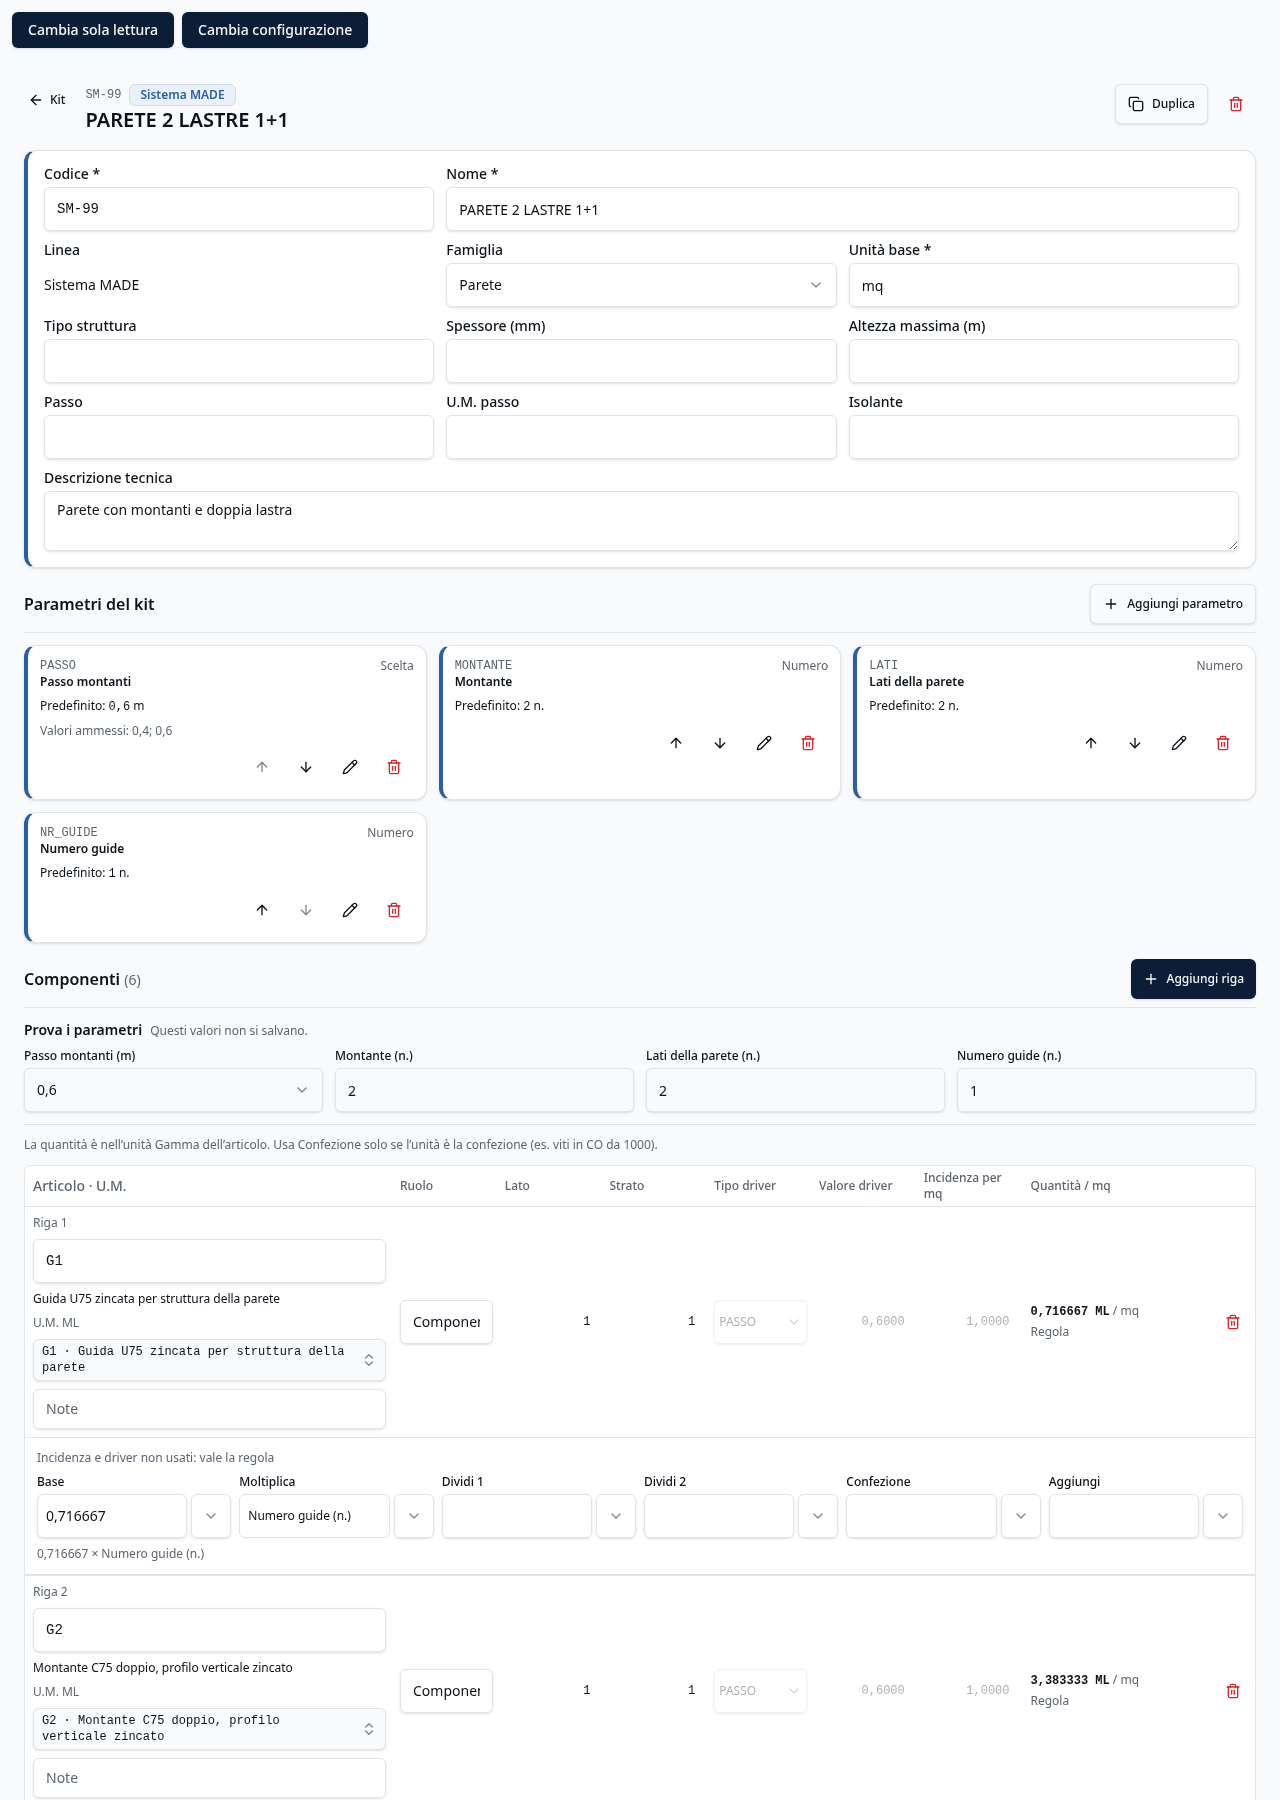 Cambia sola lettura Cambia configurazione
Kit SM-99 Sistema MADE
PARETE 2 LASTRE 1+1
Duplica
Codice * Nome *
SM-99 PARETE 2 LASTRE 1+1
Linea Famiglia Unità base *
Sistema MADE Parete mq
Tipo struttura Spessore (mm) Altezza massima (m)
Passo U.M. passo Isolante
Descrizione tecnica
Parete con montanti e doppia lastra
Parametri del kit Aggiungi parametro
PASSO Scelta
Passo montanti
Predefinito: 0,6 m
Valori ammessi: 0,4; 0,6
MONTANTE Numero
Montante
Predefinito: 2 n.
LATI Numero
Lati della parete
Predefinito: 2 n.
NR_GUIDE Numero
Numero guide
Predefinito: 1 n.
Componenti (6) Aggiungi riga
Prova i parametri Questi valori non si salvano.
Passo montanti (m) Montante (n.) Lati della parete (n.) Numero guide (n.)
0,6 2 2 1
La quantità è nell'unità Gamma dell'articolo. Usa Confezione solo se l'unità è la confezione (es. viti in CO da 1000).
Articolo · U.M. Ruolo Lato Strato Tipo driver Valore driver Incidenza per mq Quantità / mq
Riga 1
G1
Guida U75 zincata per struttura della parete
U.M. ML
G1 · Guida U75 zincata per struttura della
parete
Note
Componer 1 1 PASSO 0,6000 1,0000 0,716667 ML / mq
Regola
Incidenza e driver non usati: vale la regola
Base Moltiplica Dividi 1 Dividi 2 Confezione Aggiungi
0,716667 Numero guide (n.)
0,716667 × Numero guide (n.)
Riga 2
G2
Montante C75 doppio, profilo verticale zincato
U.M. ML
G2 · Montante C75 doppio, profilo
verticale zincato
Note
Componer 1 1 PASSO 0,6000 1,0000 3,383333 ML / mq
Regola